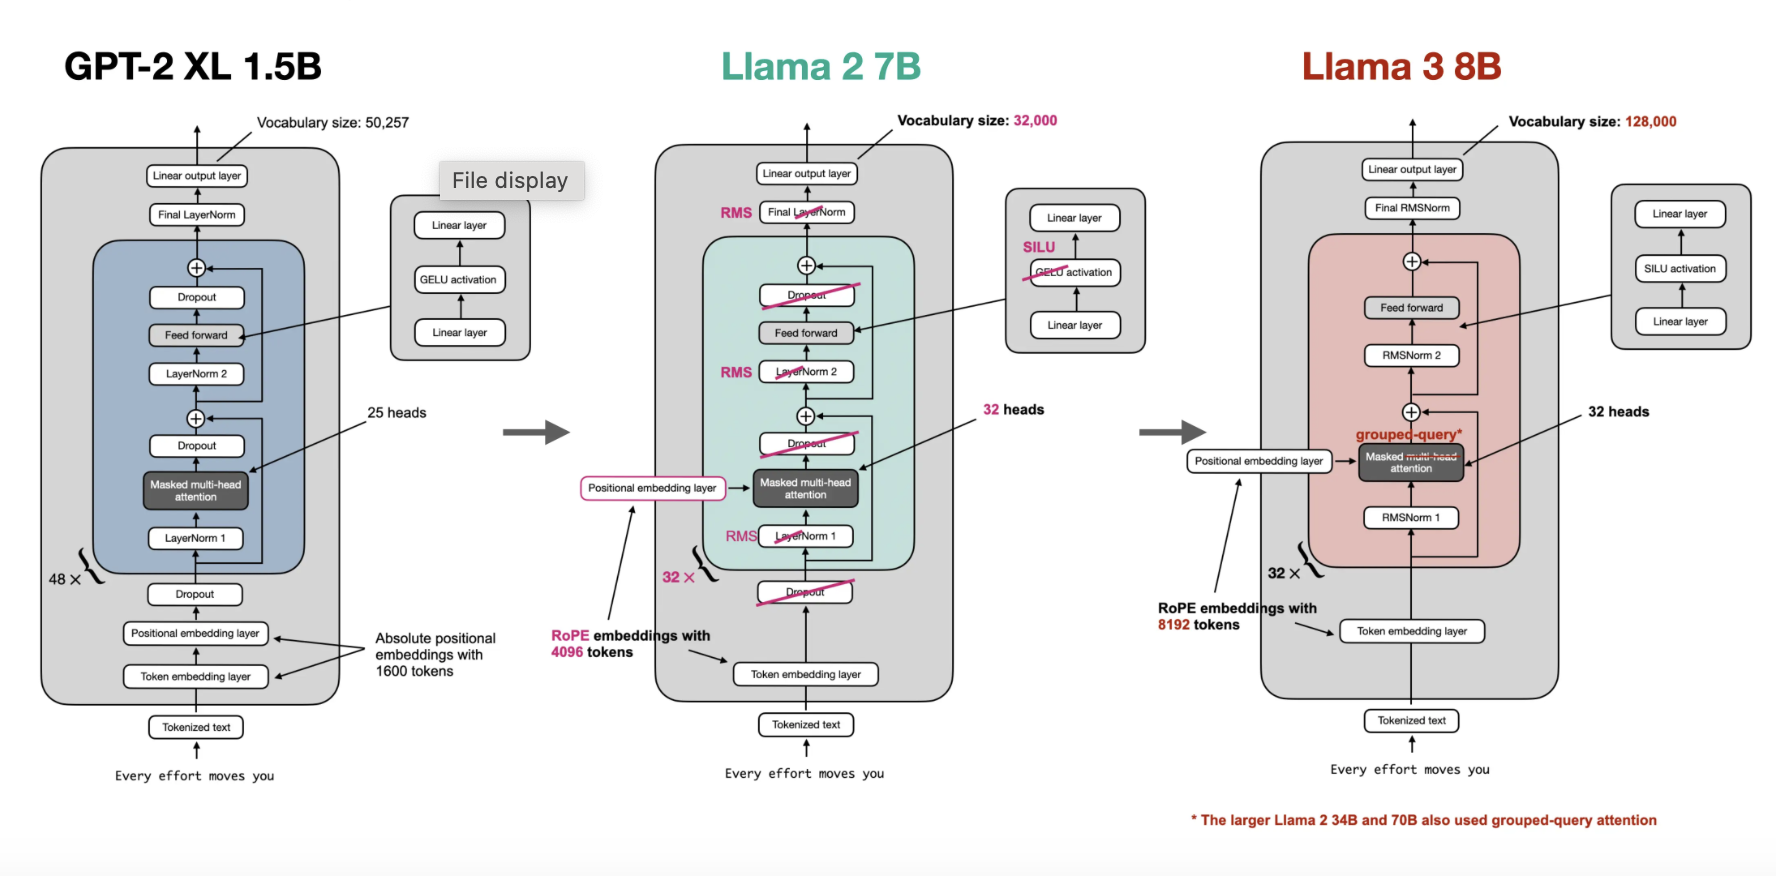 GPT-2 XL 1.5B
Vocabulary size: 50,257
Linear output layer
Final LayerNorm
Dropout
Feed forward
LayerNorm 2
Dropout
Masked multi-head
attention
LayerNorm 1
48 ×
Dropout
Positional embedding layer
Token embedding layer
Tokenized text
Every effort moves you
File display
Linear layer
GELU activation
Linear layer
25 heads
Absolute positional
embeddings with
1600 tokens
Llama 2 7B
Vocabulary size: 32,000
Linear output layer
RMS Final LayerNorm
Dropout
Feed forward
RMS LayerNorm 2
Dropout
Positional embedding layer
Masked multi-head
attention
RMS LayerNorm 1
32 ×
Dropout
RoPE embeddings with
4096 tokens
Token embedding layer
Tokenized text
Every effort moves you
Linear layer
SILU
GELU activation
Linear layer
32 heads
Llama 3 8B
Vocabulary size: 128,000
Linear output layer
Final RMSNorm
Feed forward
RMSNorm 2
grouped-query*
Positional embedding layer
Masked multi-head
attention
RMSNorm 1
32 ×
RoPE embeddings with
8192 tokens
Token embedding layer
Tokenized text
Every effort moves you
Linear layer
SILU activation
Linear layer
32 heads
* The larger Llama 2 34B and 70B also used grouped-query attention